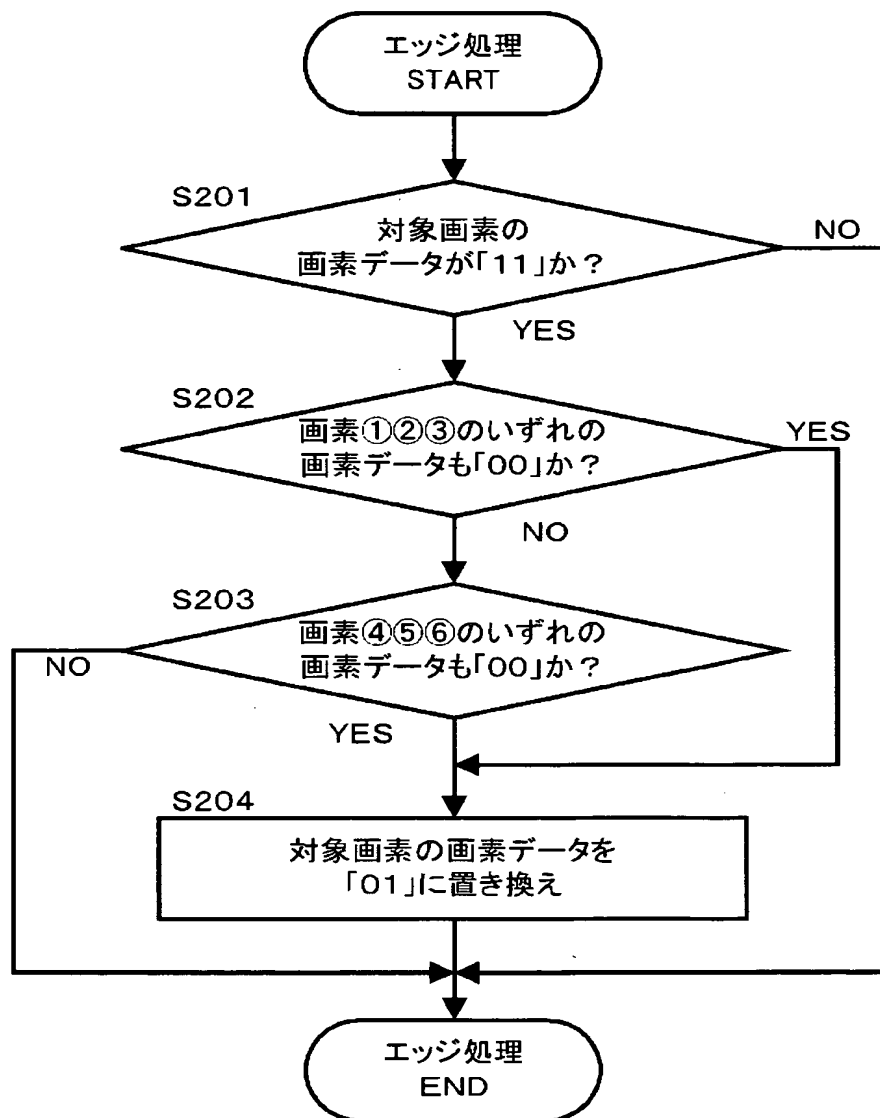 エッジ処理
START
S201
対象画素の
画素データが「11」か?
NO
YES
S202
画素①②③のいずれの
画素データも「00」か?
YES
NO
S203
画素④⑤⑥のいずれの
画素データも「00」か?
NO
YES
S204
対象画素の画素データを
「01」に置き換え
エッジ処理
END